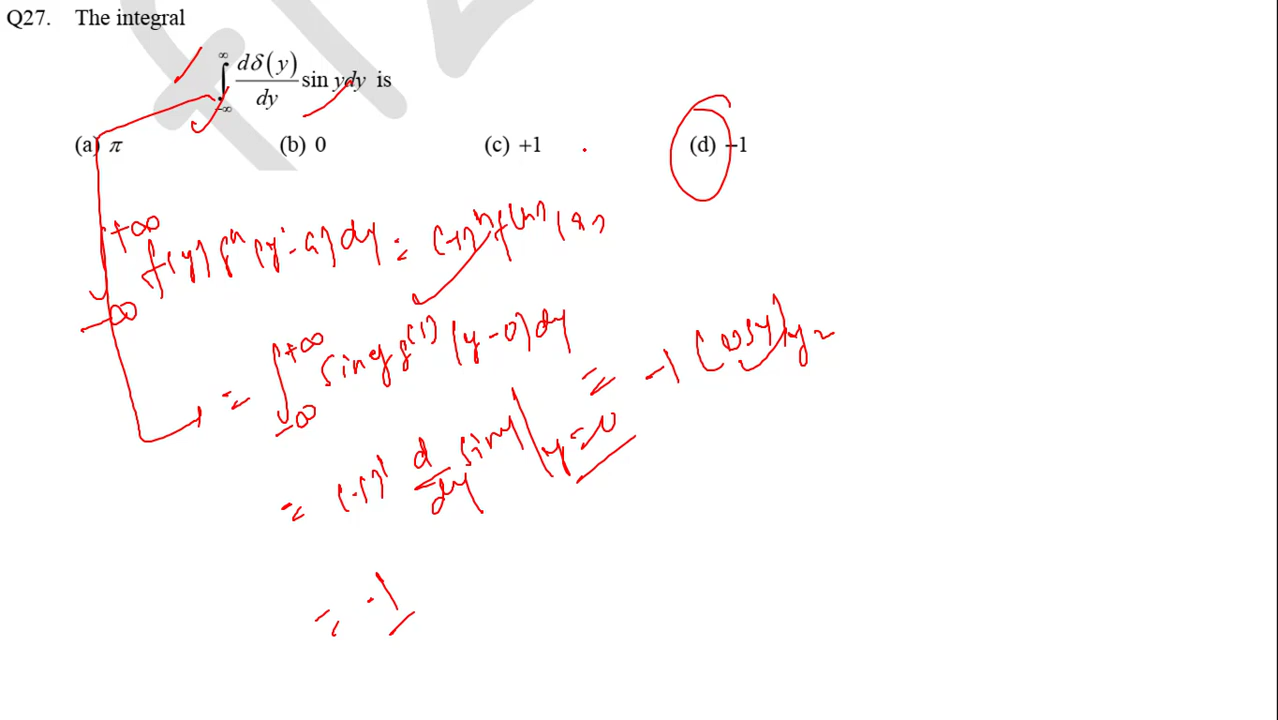 Q27. The integral
∫_{-∞}^{∞} dδ(y)/dy sin y dy is
(a) π (b) 0 (c) +1 (d) −1
∫_{-∞}^{+∞} f(y) δ^n (y-a) dy = (-1)^n f^{(n)} (a)
= ∫_{-∞}^{+∞} sin y δ^{(1)} (y-0) dy
= (-1)^1 d/dy sin y |_{y=0} = -1 (cos y)_{y=
= -1